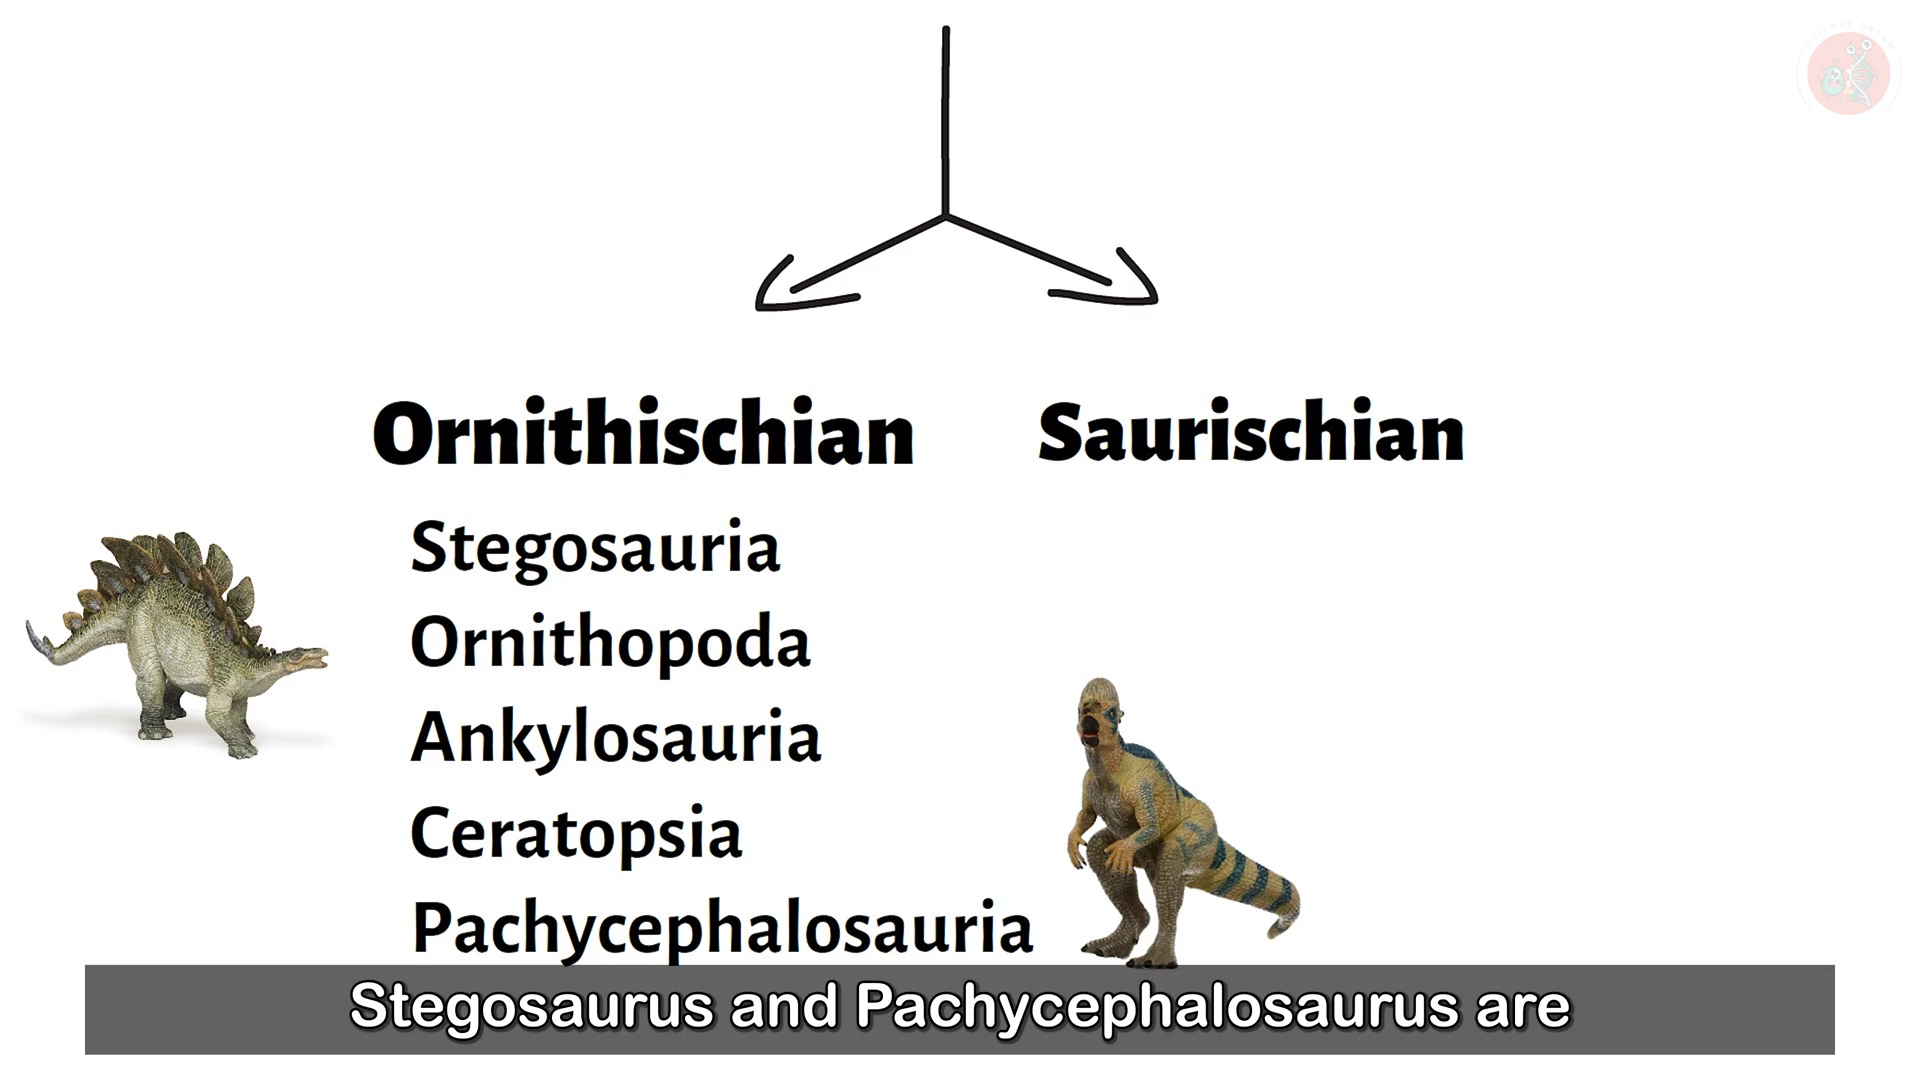 Ornithischian
Saurischian
Stegosauria
Ornithopoda
Ankylosauria
Ceratopsia
Pachycephalosauria
Stegosaurus and Pachycephalosaurus are